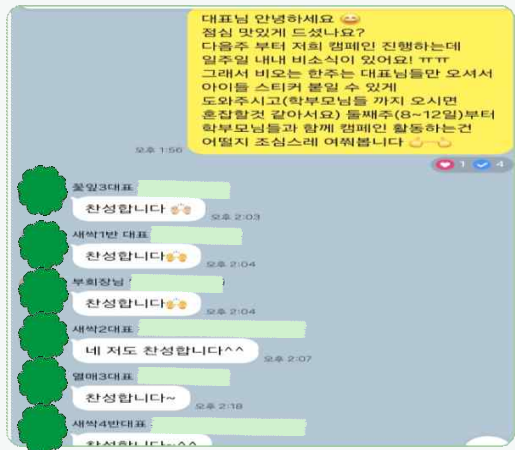 대표님 안녕하세요
점심 맛있게 드셨나요?
다음주 부터 저희 캠페인 진행하는데
일주일 내내 비소식이 있어요! ㅠㅠ
그래서 비오는 한주는 대표님들만 오셔서
아이들 스티커 붙일 수 있게
도와주시고(학부모님들 까지 오시면
혼잡할것 같아서요) 둘째주(8~12일)부터
학부모님들과 함께 캠페인 활동하는건
어떨지 조심스레 여쭤봅니다
오후 1:56
1 4
꽃잎3대표
찬성합니다
오후 2:03
새싹1반 대표
찬성합니다
오후 2:04
부회장님
찬성합니다
오후 2:04
새싹2대표
네 저도 찬성합니다^^
오후 2:07
열매3대표
찬성합니다~
오후 2:18
새싹4반대표
찬성합니다~^^